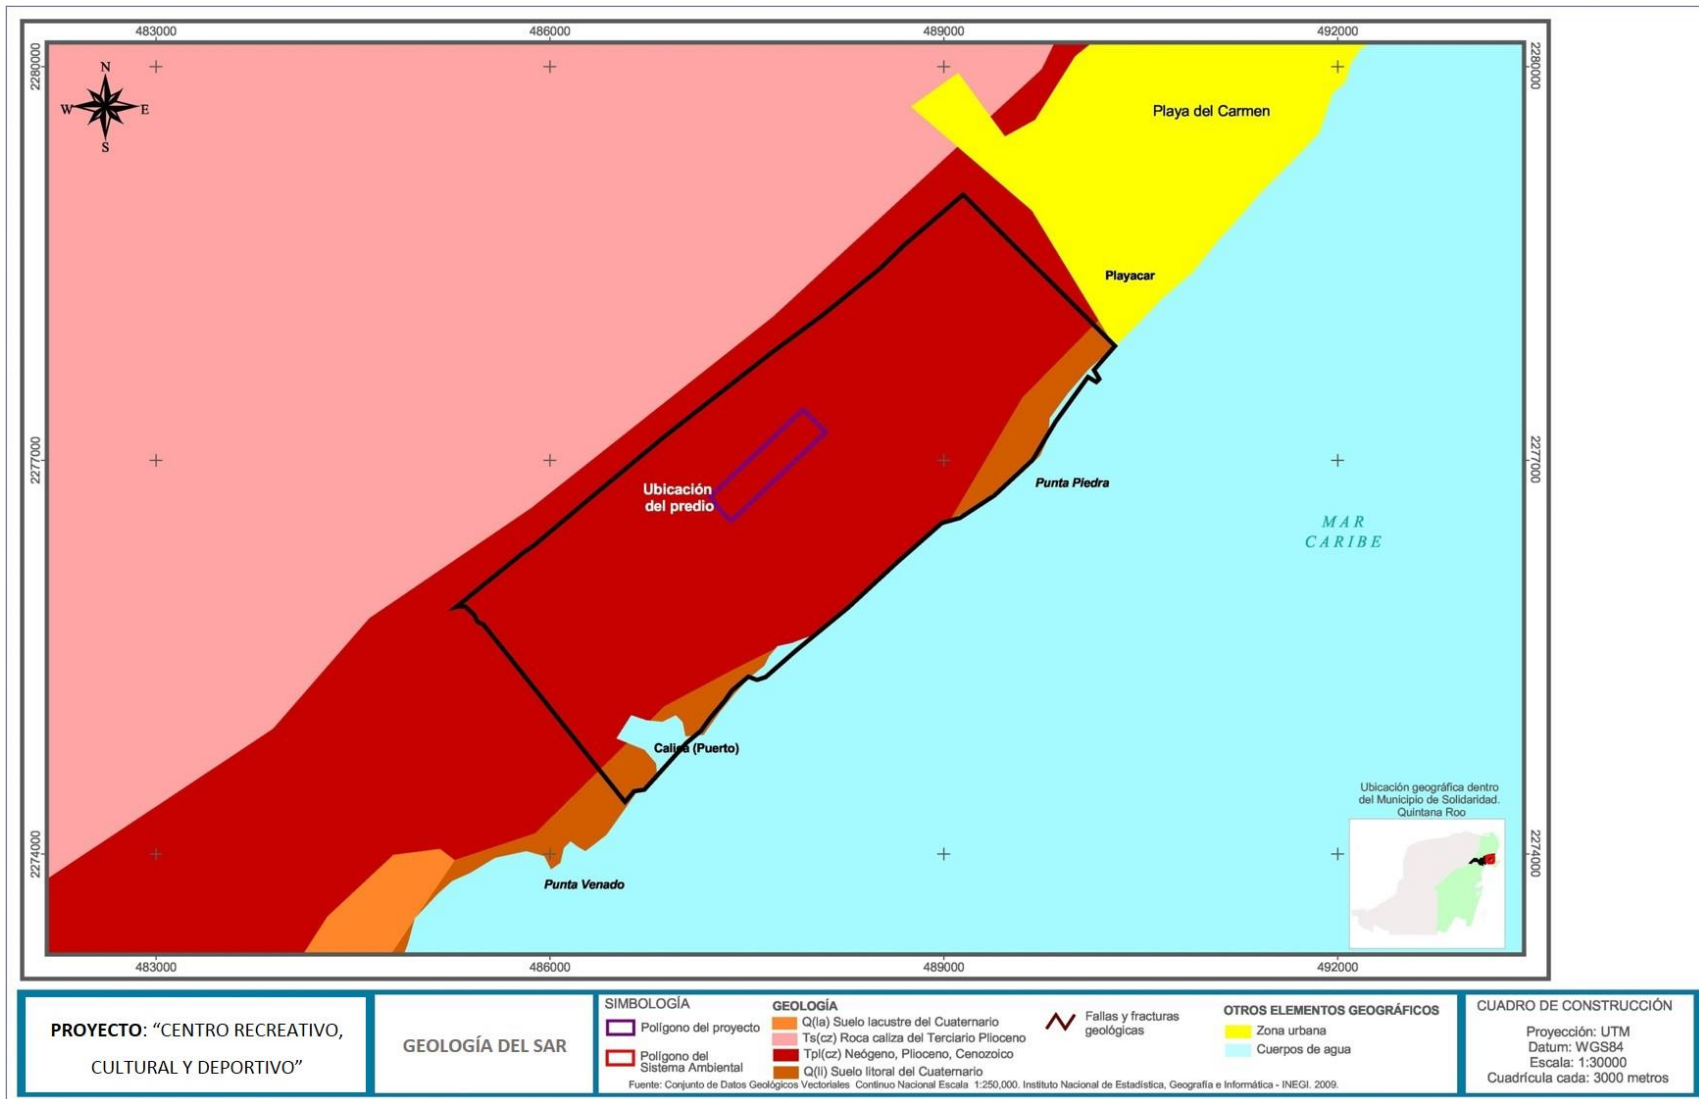 483000
486000
489000
492000
2280000
2280000
N
W E
S
Playa del Carmen
Playacar
2277000
2277000
Ubicación
del predio
Punta Piedra
MAR
CARIBE
Calica (Puerto)
Ubicación geográfica dentro
del Municipio de Solidaridad.
Quintana Roo
2274000
2274000
Punta Venado
483000
486000
489000
492000
PROYECTO: “CENTRO RECREATIVO,
CULTURAL Y DEPORTIVO”
GEOLOGÍA DEL SAR
SIMBOLOGÍA
Polígono del proyecto
Polígono del
Sistema Ambiental
GEOLOGÍA
Q(la) Suelo lacustre del Cuaternario
Ts(cz) Roca caliza del Terciario Plioceno
Tpl(cz) Neógeno, Plioceno, Cenozoico
Q(li) Suelo litoral del Cuaternario
Fallas y fracturas
geológicas
OTROS ELEMENTOS GEOGRÁFICOS
Zona urbana
Cuerpos de agua
Fuente: Conjunto de Datos Geológicos Vectoriales Continuo Nacional Escala 1:250,000. Instituto Nacional de Estadística, Geografía e Informática - INEGI. 2009.
CUADRO DE CONSTRUCCIÓN
Proyección: UTM
Datum: WGS84
Escala: 1:30000
Cuadrícula cada: 3000 metros